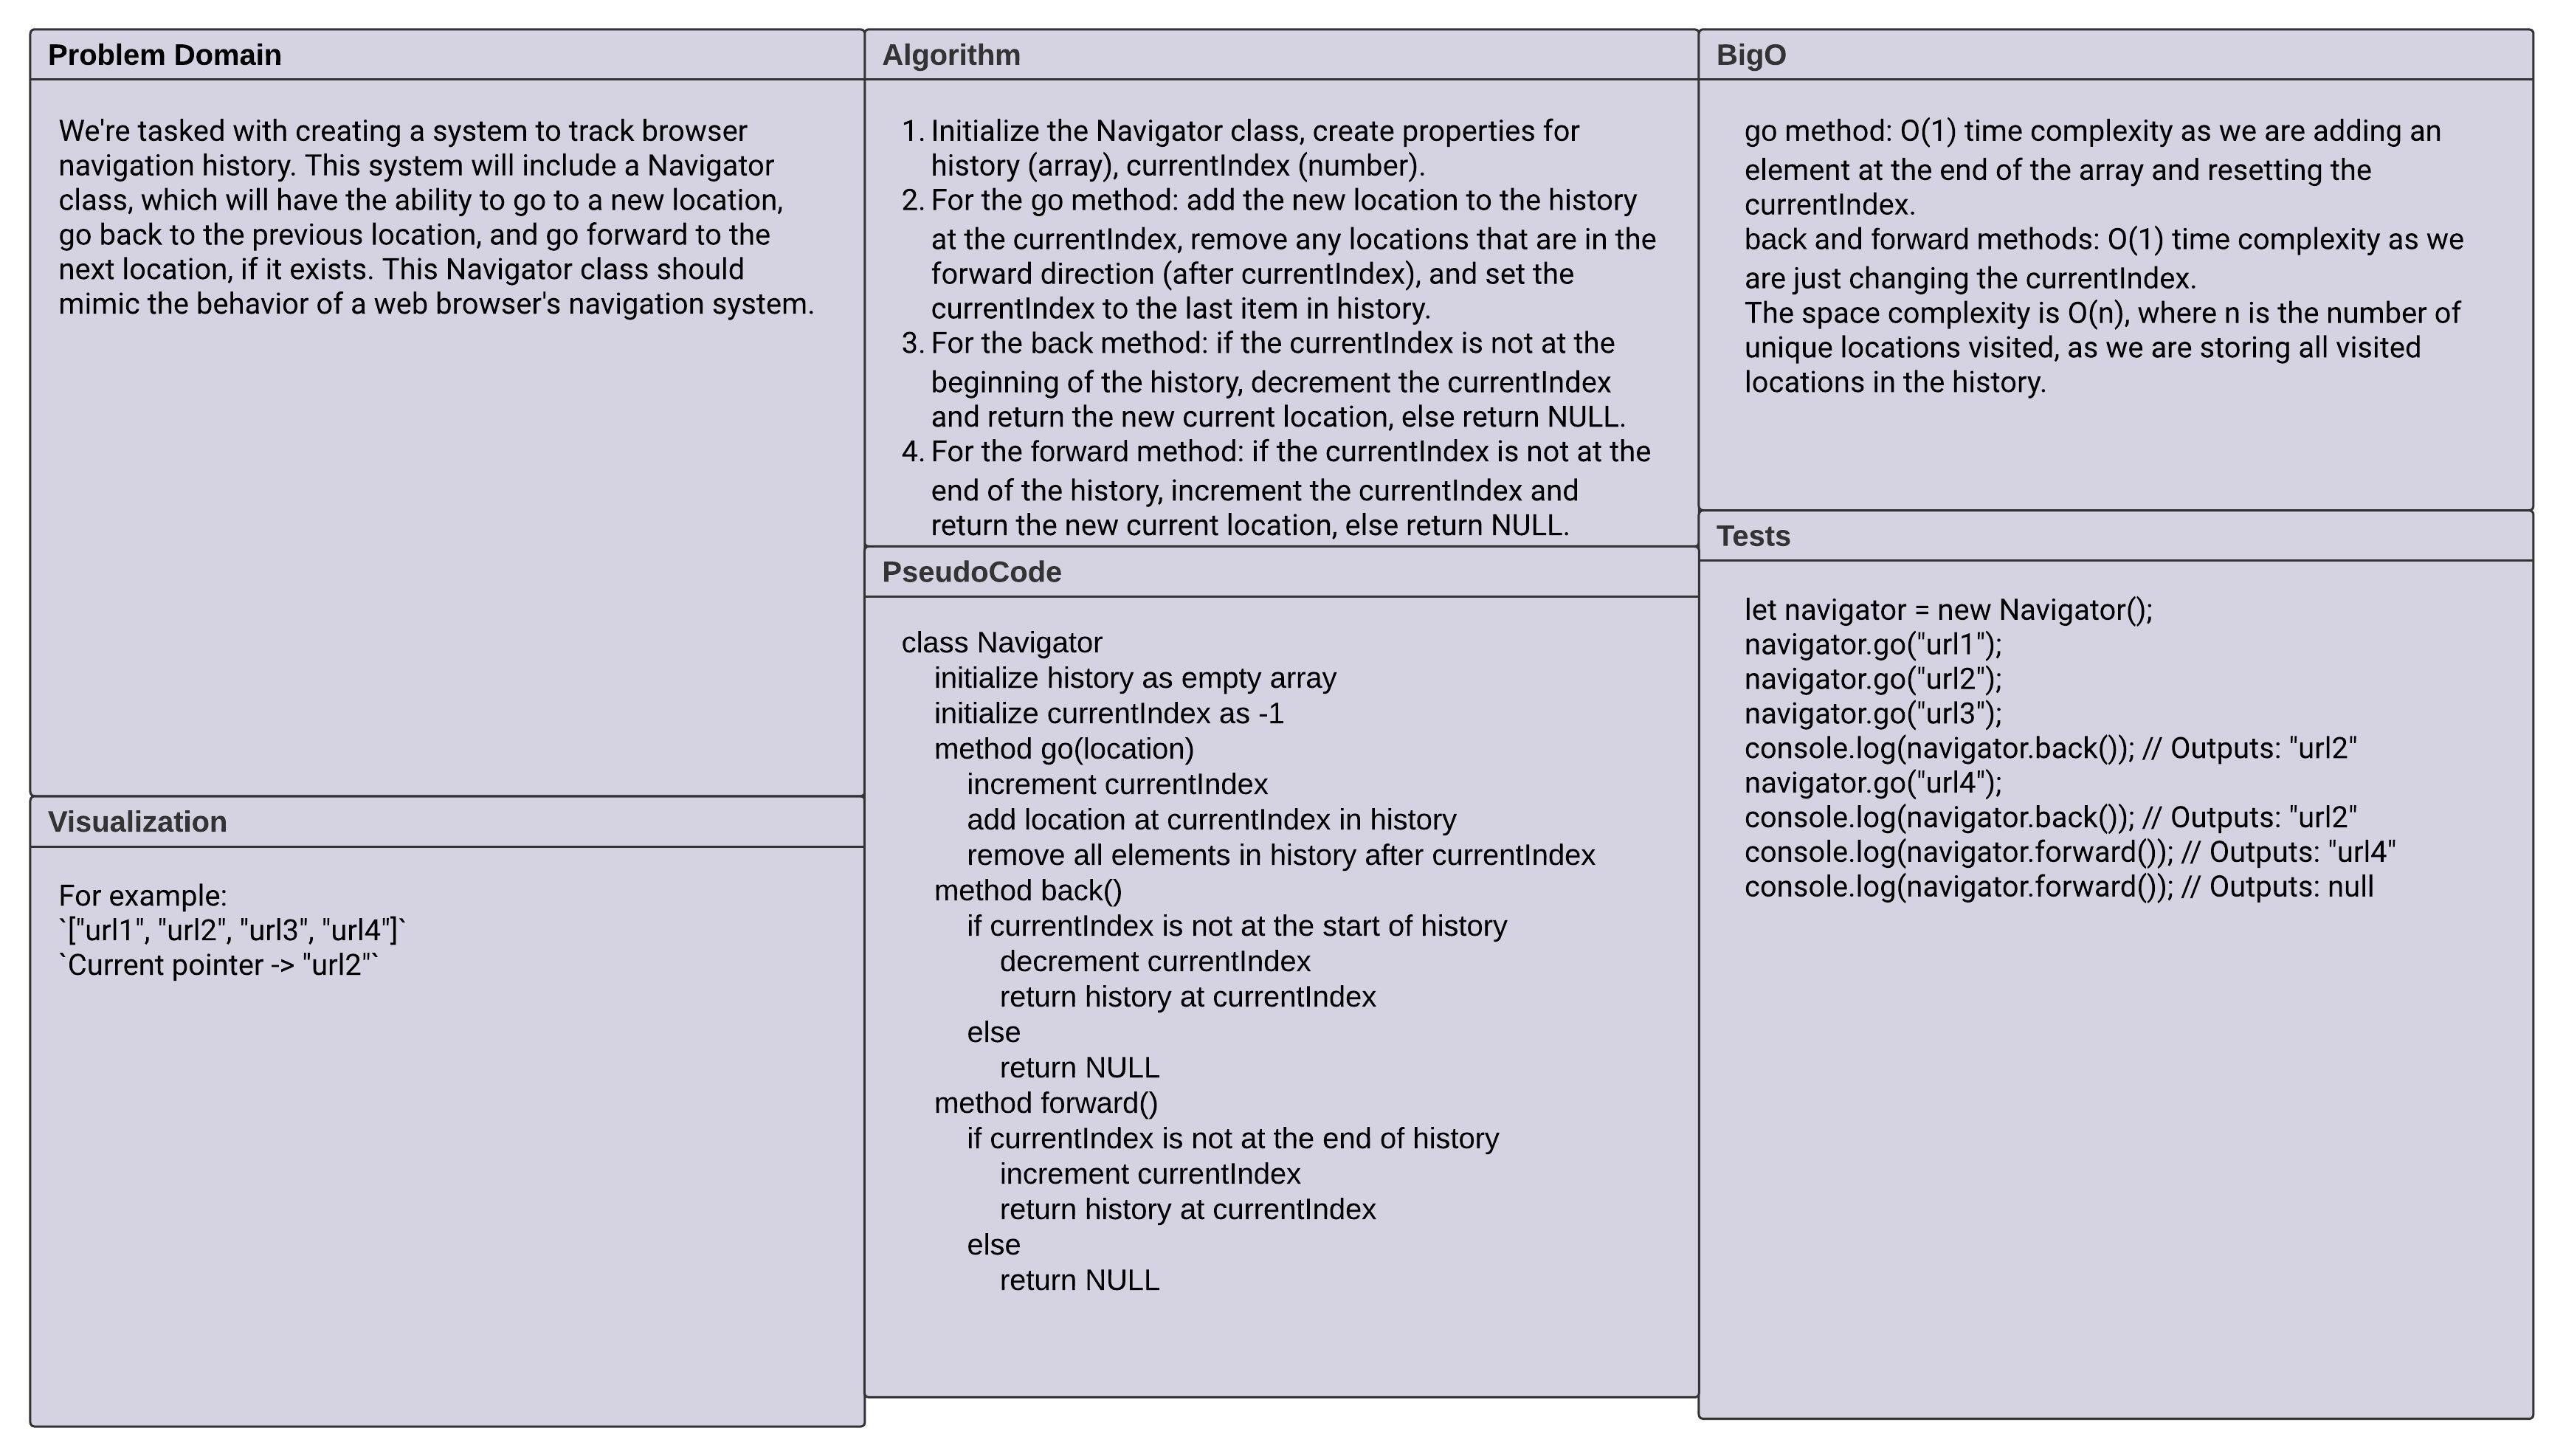 Problem Domain
We're tasked with creating a system to track browser
navigation history. This system will include a Navigator
class, which will have the ability to go to a new location,
go back to the previous location, and go forward to the
next location, if it exists. This Navigator class should
mimic the behavior of a web browser's navigation system.
Visualization
For example:
`["url1", "url2", "url3", "url4"]`
`Current pointer -> "url2"`
Algorithm
1. Initialize the Navigator class, create properties for
history (array), currentIndex (number).
2. For the go method: add the new location to the history
at the currentIndex, remove any locations that are in the
forward direction (after currentIndex), and set the
currentIndex to the last item in history.
3. For the back method: if the currentIndex is not at the
beginning of the history, decrement the currentIndex
and return the new current location, else return NULL.
4. For the forward method: if the currentIndex is not at the
end of the history, increment the currentIndex and
return the new current location, else return NULL.
PseudoCode
class Navigator
initialize history as empty array
initialize currentIndex as -1
method go(location)
increment currentIndex
add location at currentIndex in history
remove all elements in history after currentIndex
method back()
if currentIndex is not at the start of history
decrement currentIndex
return history at currentIndex
else
return NULL
method forward()
if currentIndex is not at the end of history
increment currentIndex
return history at currentIndex
else
return NULL
BigO
go method: O(1) time complexity as we are adding an
element at the end of the array and resetting the
currentIndex.
back and forward methods: O(1) time complexity as we
are just changing the currentIndex.
The space complexity is O(n), where n is the number of
unique locations visited, as we are storing all visited
locations in the history.
Tests
let navigator = new Navigator();
navigator.go("url1");
navigator.go("url2");
navigator.go("url3");
console.log(navigator.back()); // Outputs: "url2"
navigator.go("url4");
console.log(navigator.back()); // Outputs: "url2"
console.log(navigator.forward()); // Outputs: "url4"
console.log(navigator.forward()); // Outputs: null